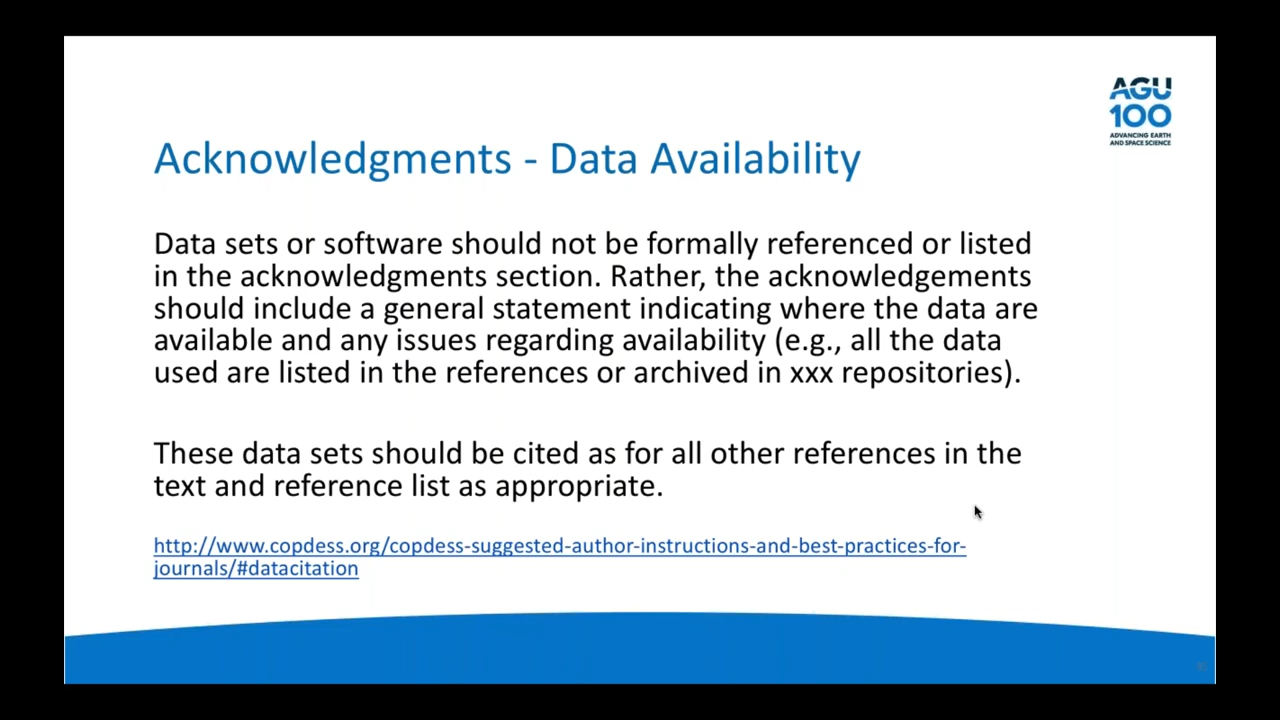 AGU
100
ADVANCING EARTH
AND SPACE SCIENCE
Acknowledgments - Data Availability
Data sets or software should not be formally referenced or listed
in the acknowledgments section. Rather, the acknowledgements
should include a general statement indicating where the data are
available and any issues regarding availability (e.g., all the data
used are listed in the references or archived in xxx repositories).
These data sets should be cited as for all other references in the
text and reference list as appropriate.
http://www.copdess.org/copdess-suggested-author-instructions-and-best-practices-for-
journals/#datacitation